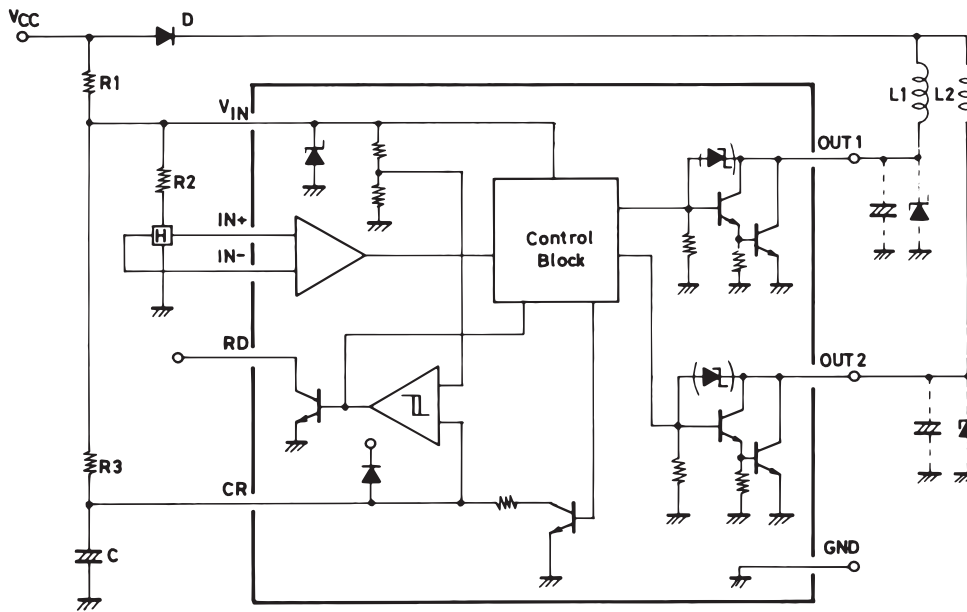 VCC
D
R1
VIN
L1
L2
OUT 1
R2
IN+
H
IN-
Control
Block
RD
OUT 2
R3
CR
C
GND